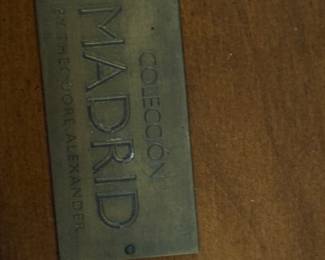 COLECCIÓN
MADRID
BY THEODORE ALEXANDER